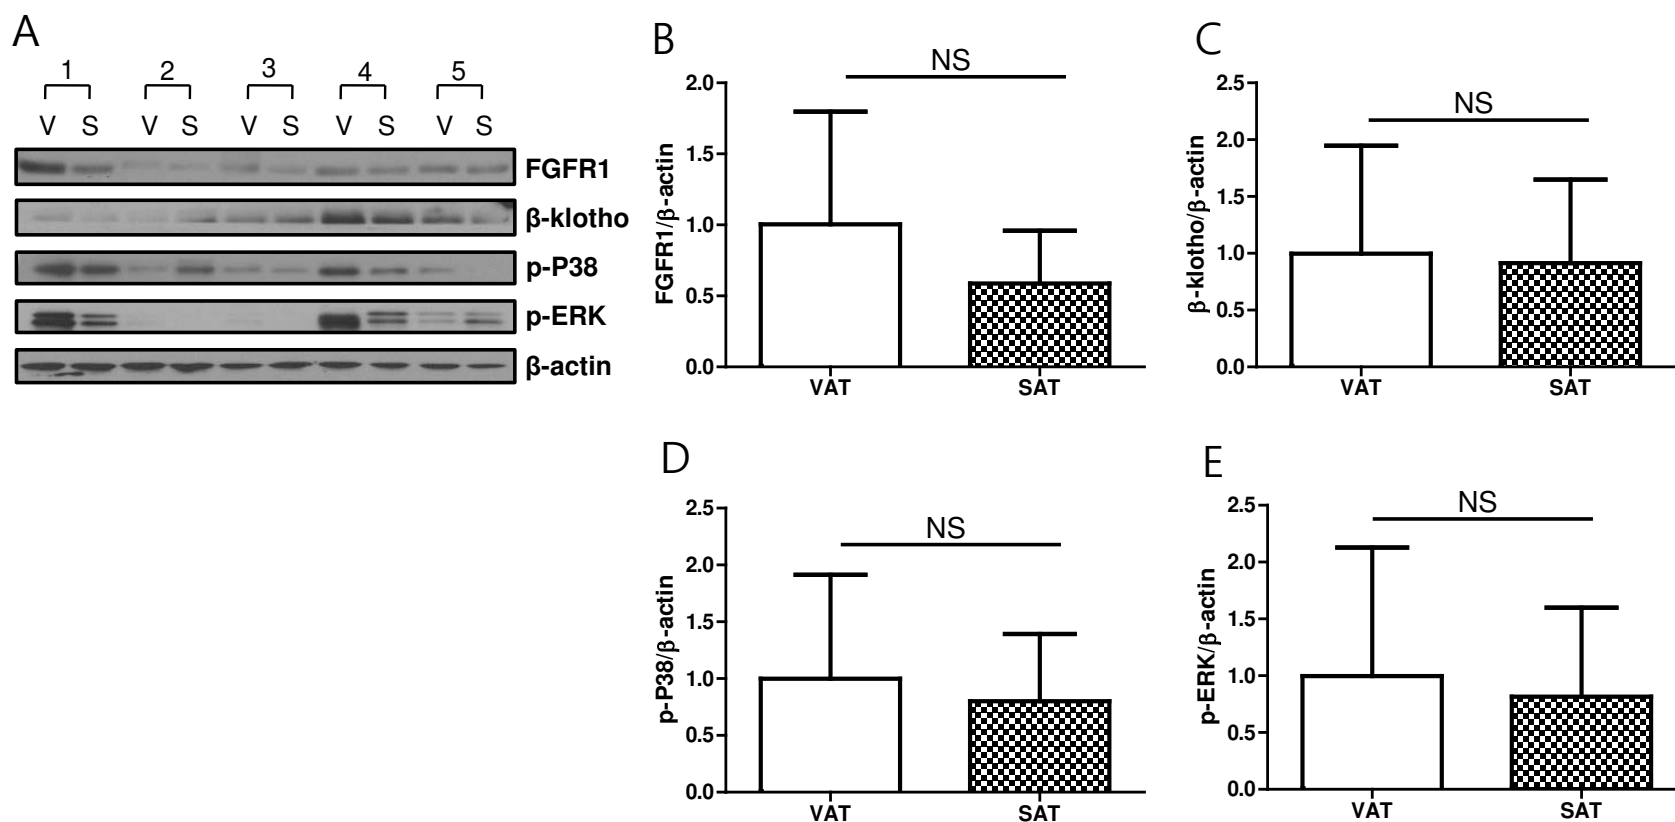 A
1 2 3 4 5
V S V S V S V S V S
FGFR1
β-klotho
p-P38
p-ERK
β-actin
B
NS
FGFR1/β-actin
2.0
1.5
1.0
0.5
0.0
VAT SAT
C
NS
β-klotho/β-actin
2.5
2.0
1.5
1.0
0.5
0.0
VAT SAT
D
NS
p-P38/β-actin
2.5
2.0
1.5
1.0
0.5
0.0
VAT SAT
E
NS
p-ERK/β-actin
2.5
2.0
1.5
1.0
0.5
0.0
VAT SAT